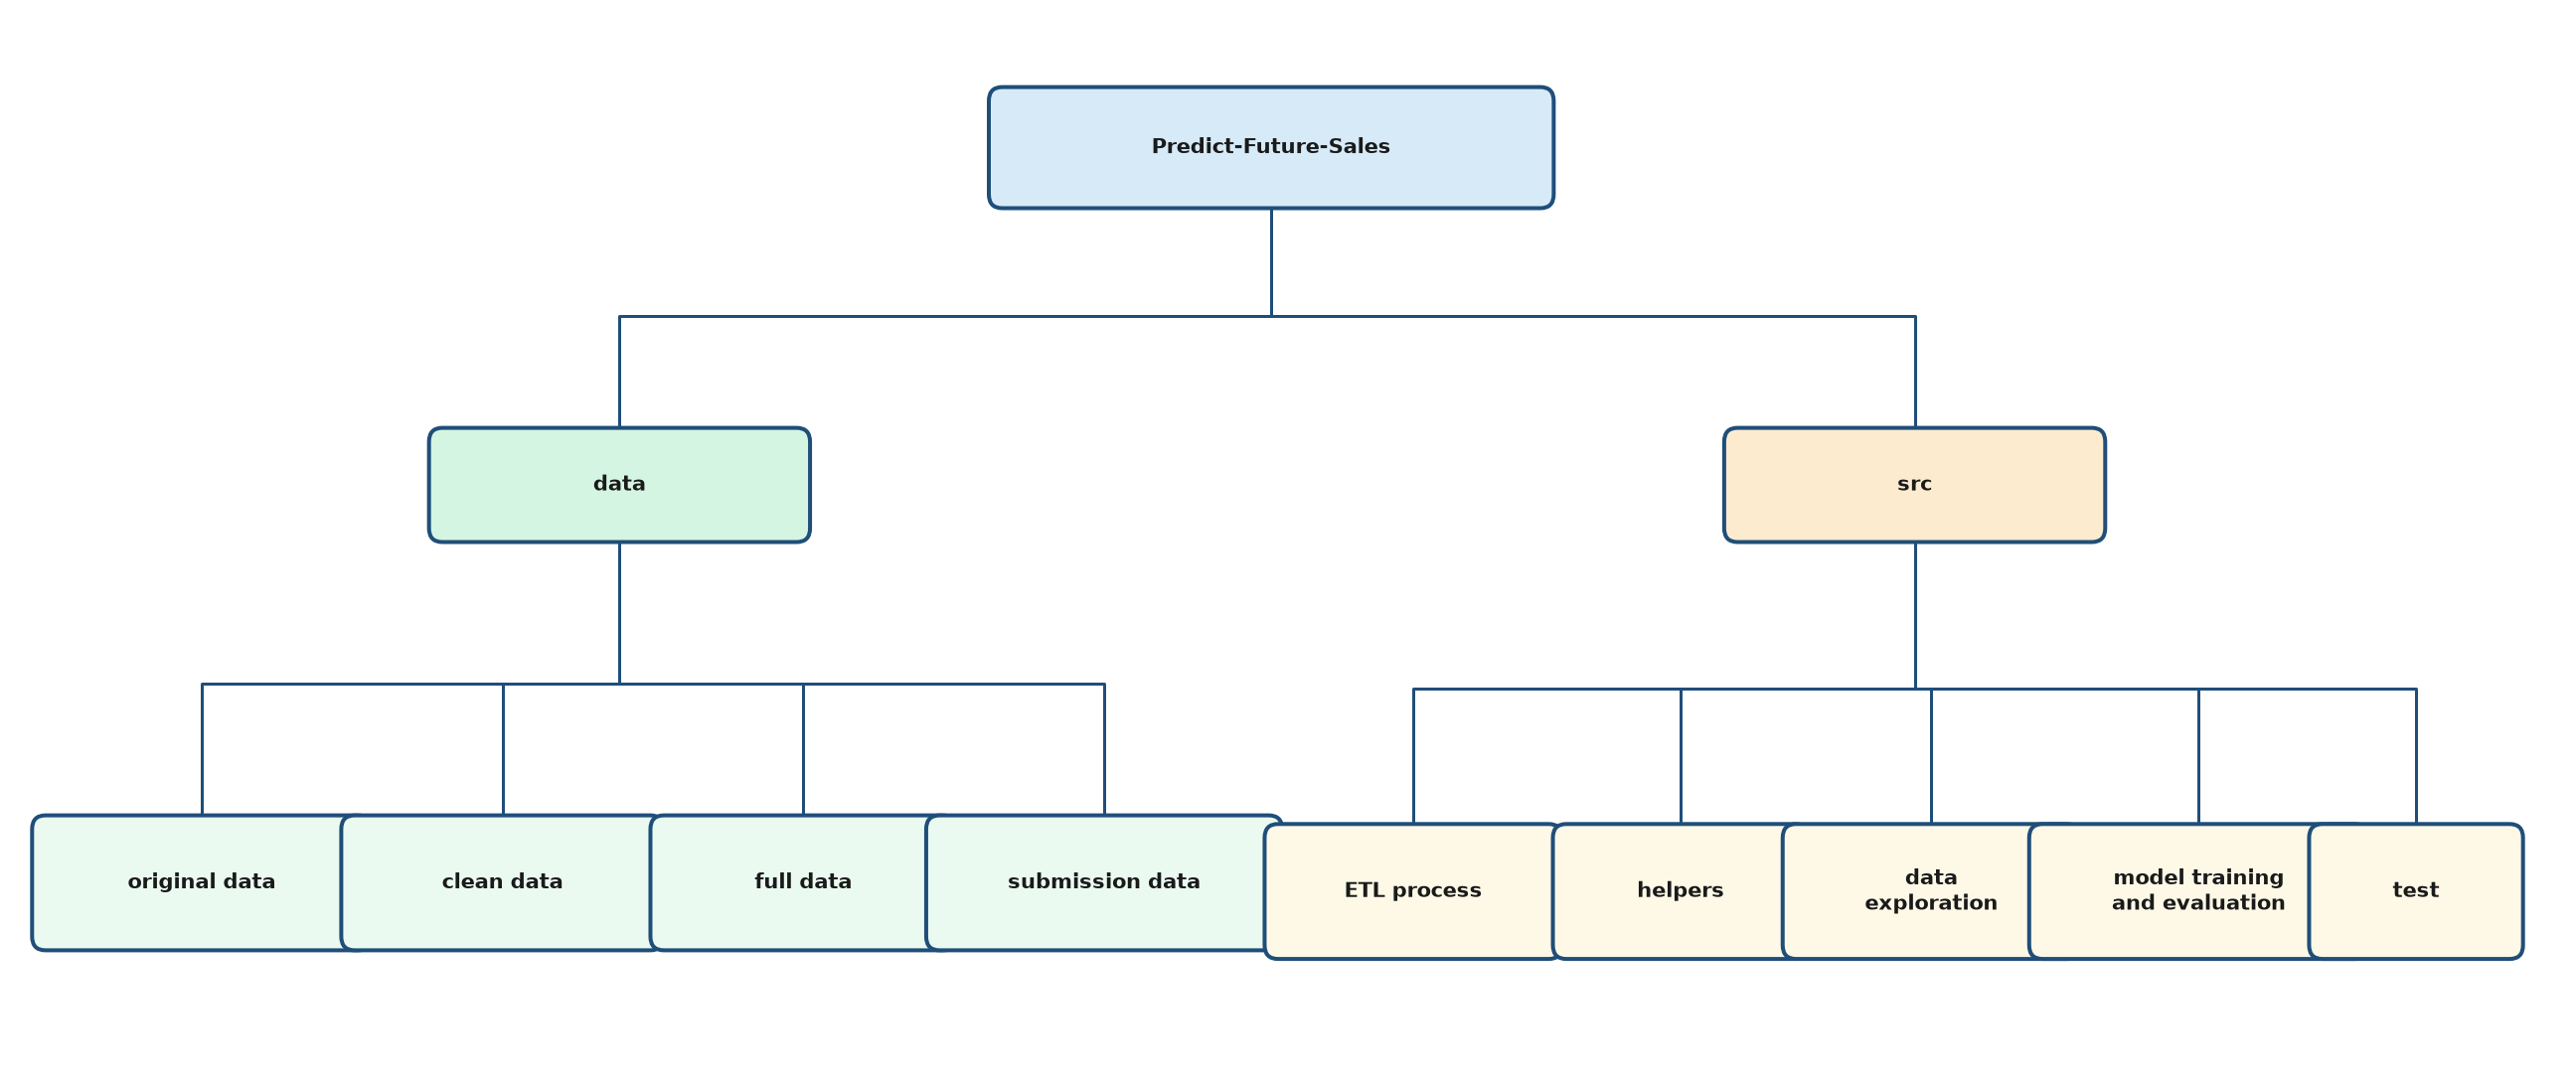 Predict-Future-Sales
data
src
original data
clean data
full data
submission data
ETL process
helpers
data
exploration
model training
and evaluation
test